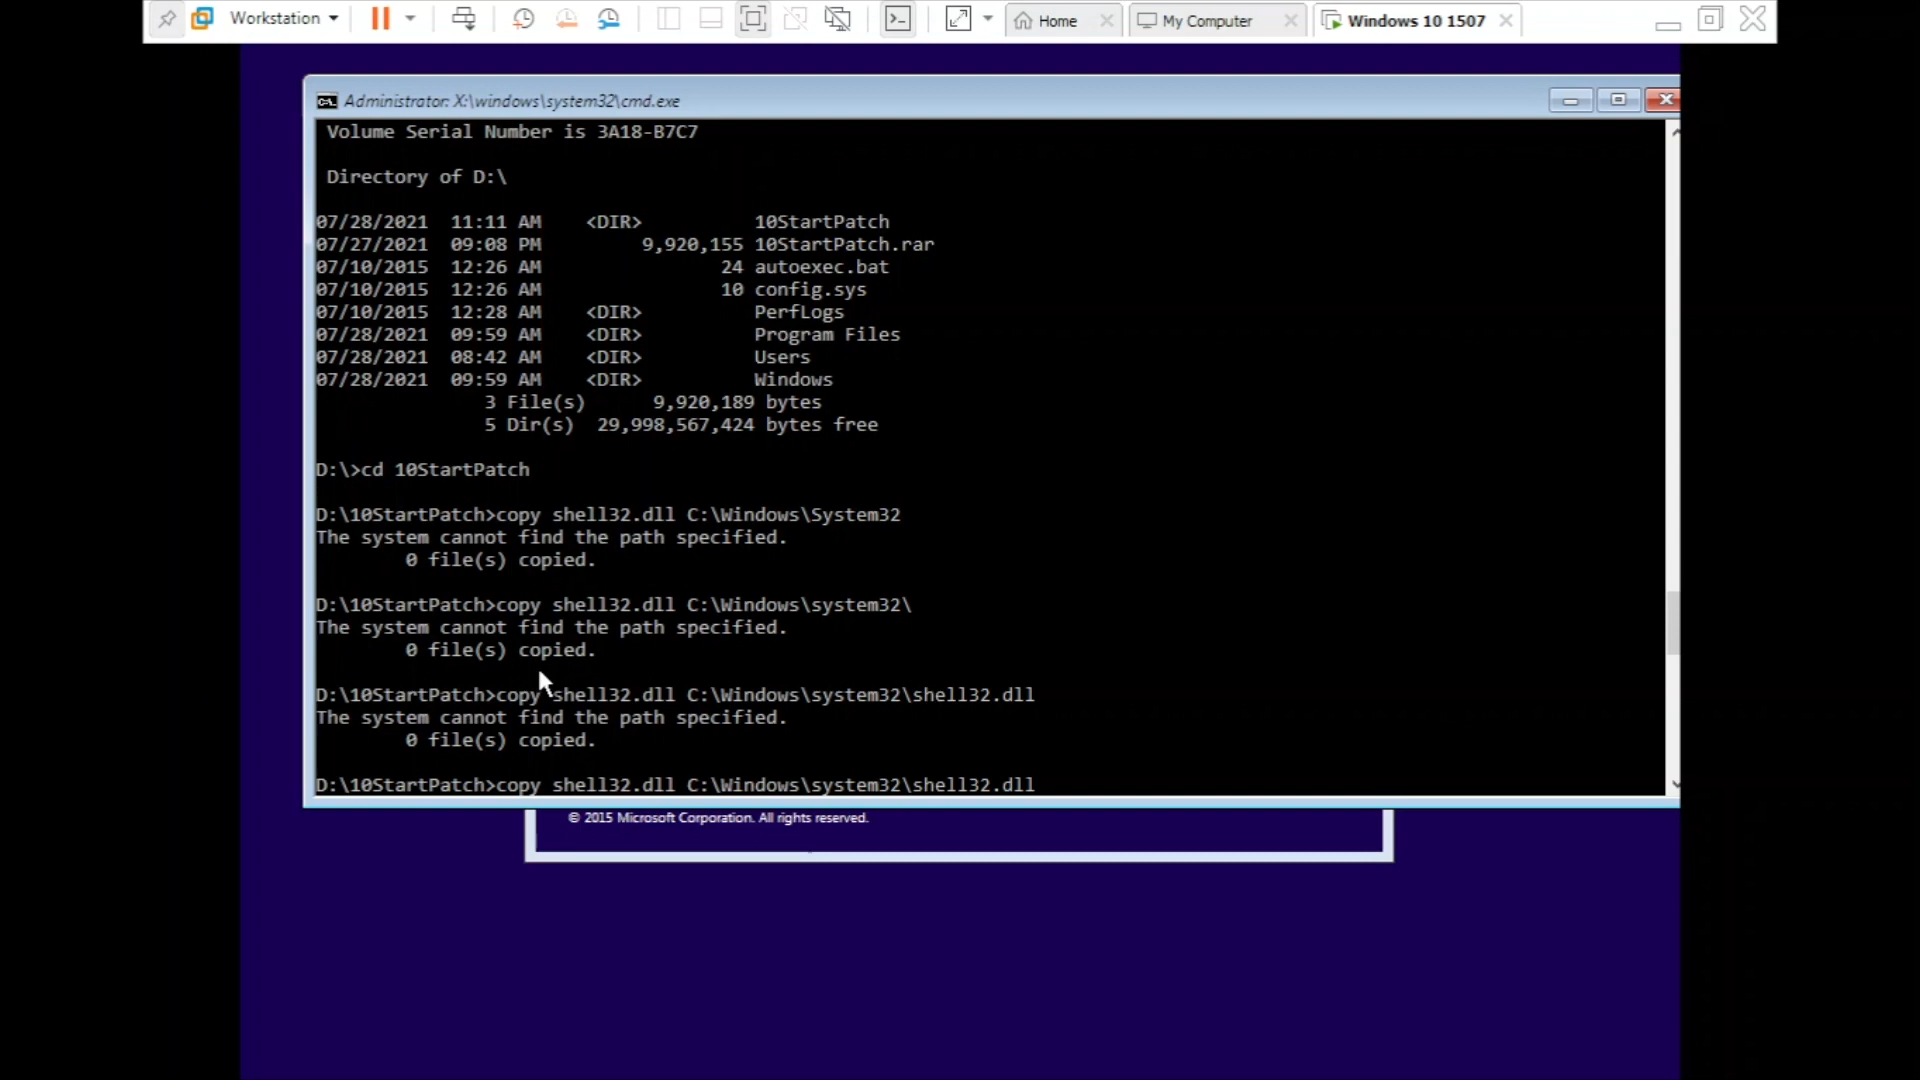 Workstation
Home
My Computer
Windows 10 1507
Administrator: X:\windows\system32\cmd.exe
Volume Serial Number is 3A18-B7C7
Directory of D:\
07/28/2021  11:11 AM    <DIR>          10StartPatch
07/27/2021  09:08 PM         9,920,155 10StartPatch.rar
07/10/2015  12:26 AM                24 autoexec.bat
07/10/2015  12:26 AM                10 config.sys
07/10/2015  12:28 AM    <DIR>          PerfLogs
07/28/2021  09:59 AM    <DIR>          Program Files
07/28/2021  08:42 AM    <DIR>          Users
07/28/2021  09:59 AM    <DIR>          Windows
3 File(s)      9,920,189 bytes
5 Dir(s)  29,998,567,424 bytes free
D:\>cd 10StartPatch
D:\10StartPatch>copy shell32.dll C:\Windows\System32
The system cannot find the path specified.
0 file(s) copied.
D:\10StartPatch>copy shell32.dll C:\Windows\system32\
The system cannot find the path specified.
0 file(s) copied.
D:\10StartPatch>copy shell32.dll C:\Windows\system32\shell32.dll
The system cannot find the path specified.
0 file(s) copied.
D:\10StartPatch>copy shell32.dll C:\Windows\system32\shell32.dll
© 2015 Microsoft Corporation. All rights reserved.